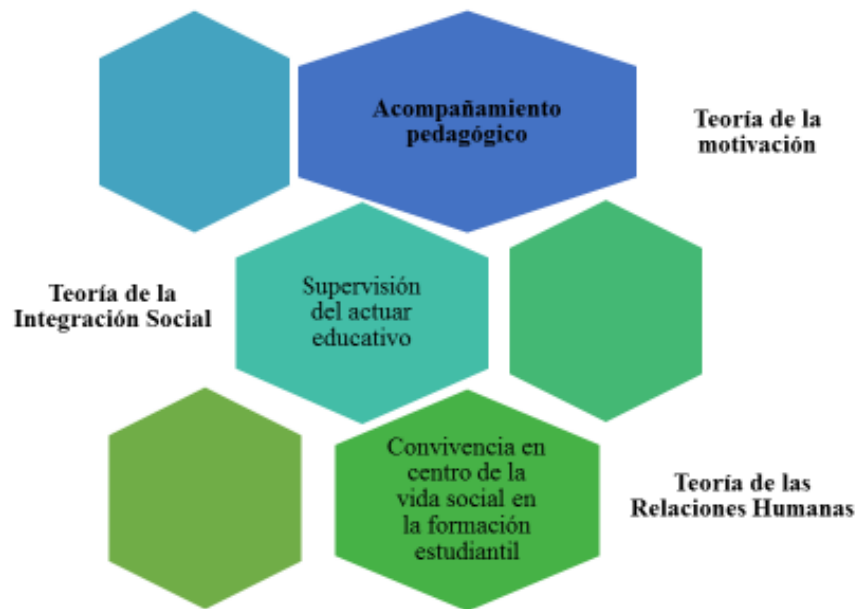 Acompañamiento
pedagógico
Teoría de la
motivación
Teoría de la
Integración Social
Supervisión
del actuar
educativo
Convivencia en
centro de la
vida social en
la formación
estudiantil
Teoría de las
Relaciones Humanas